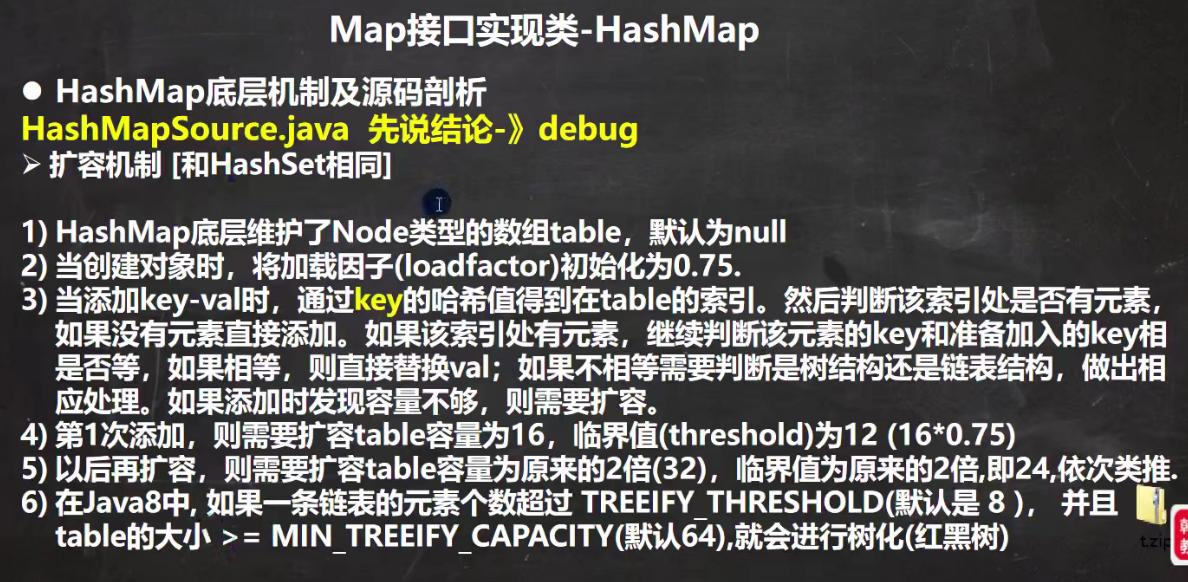 Map接口实现类-HashMap
● HashMap底层机制及源码剖析
HashMapSource.java 先说结论-》debug
➢ 扩容机制 [和HashSet相同]
1) HashMap底层维护了Node类型的数组table，默认为null
2) 当创建对象时，将加载因子(loadfactor)初始化为0.75.
3) 当添加key-val时，通过key的哈希值得到在table的索引。然后判断该索引处是否有元素，
如果没有元素直接添加。如果该索引处有元素，继续判断该元素的key和准备加入的key相
是否等，如果相等，则直接替换val；如果不相等需要判断是树结构还是链表结构，做出相
应处理。如果添加时发现容量不够，则需要扩容。
4) 第1次添加，则需要扩容table容量为16，临界值(threshold)为12 (16*0.75)
5) 以后再扩容，则需要扩容table容量为原来的2倍(32)，临界值为原来的2倍,即24,依次类推.
6) 在Java8中, 如果一条链表的元素个数超过 TREEIFY_THRESHOLD(默认是 8 )， 并且
table的大小 >= MIN_TREEIFY_CAPACITY(默认64),就会进行树化(红黑树)
t.zip